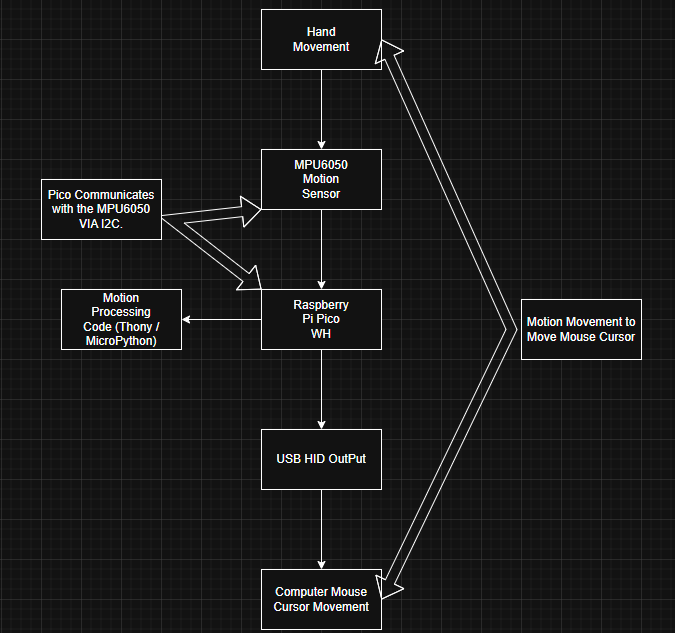 Hand
Movement
MPU6050
Motion
Sensor
Pico Communicates
with the MPU6050
VIA I2C.
Motion
Processing
Code (Thony /
MicroPython)
Raspberry
Pi Pico
WH
Motion Movement to
Move Mouse Cursor
USB HID OutPut
Computer Mouse
Cursor Movement